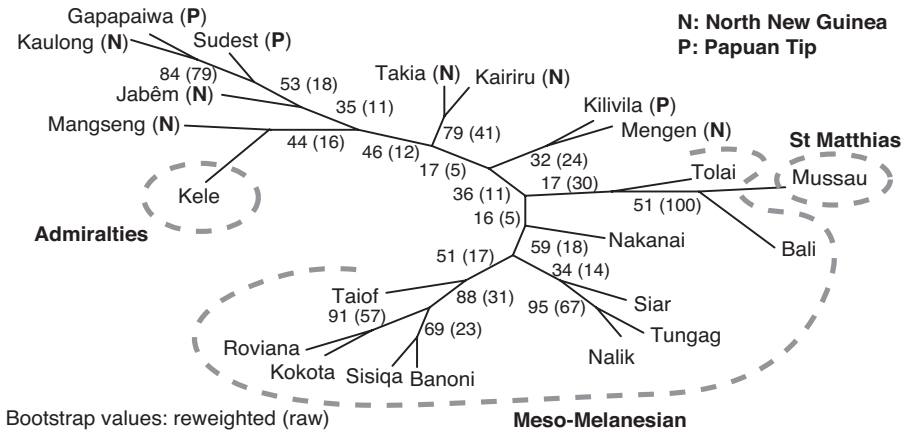 Gapapaiwa (P)
Kaulong (N)
Sudest (P)
N: North New Guinea
P: Papuan Tip
84 (79)
53 (18)
Takia (N)
Kairiru (N)
Jabêm (N)
35 (11)
Kilivila (P)
Mangseng (N)
79 (41)
Mengen (N)
44 (16)
46 (12)
St Matthias
17 (5)
32 (24)
Tolai
Mussau
Kele
36 (11)
17 (30)
51 (100)
Admiralties
16 (5)
Nakanai
Bali
51 (17)
59 (18)
34 (14)
Taiof
88 (31)
Siar
91 (57)
95 (67)
69 (23)
Tungag
Roviana
Nalik
Kokota
Sisiqa
Banoni
Bootstrap values: reweighted (raw)
Meso-Melanesian